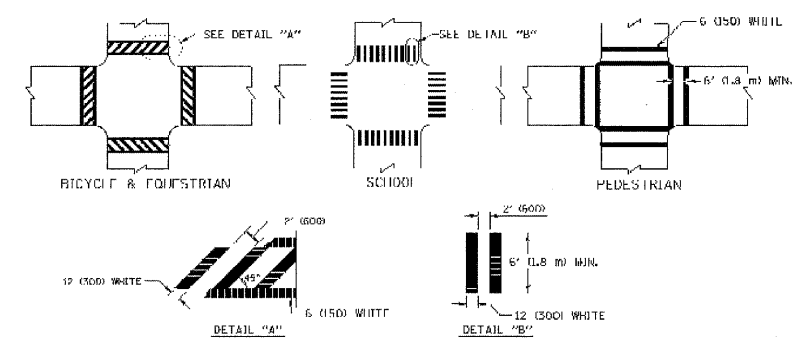 SEE DETAIL "A"
SEE DETAIL "B"
6 (150) WHITE
6' (1.8 m) MIN.
BICYCLE & EQUESTRIAN
SCHOOL
PEDESTRIAN
2' (600)
12 (300) WHITE
45°
6 (150) WHITE
DETAIL "A"
2' (600)
6' (1.8 m) MIN.
12 (300) WHITE
DETAIL "B"